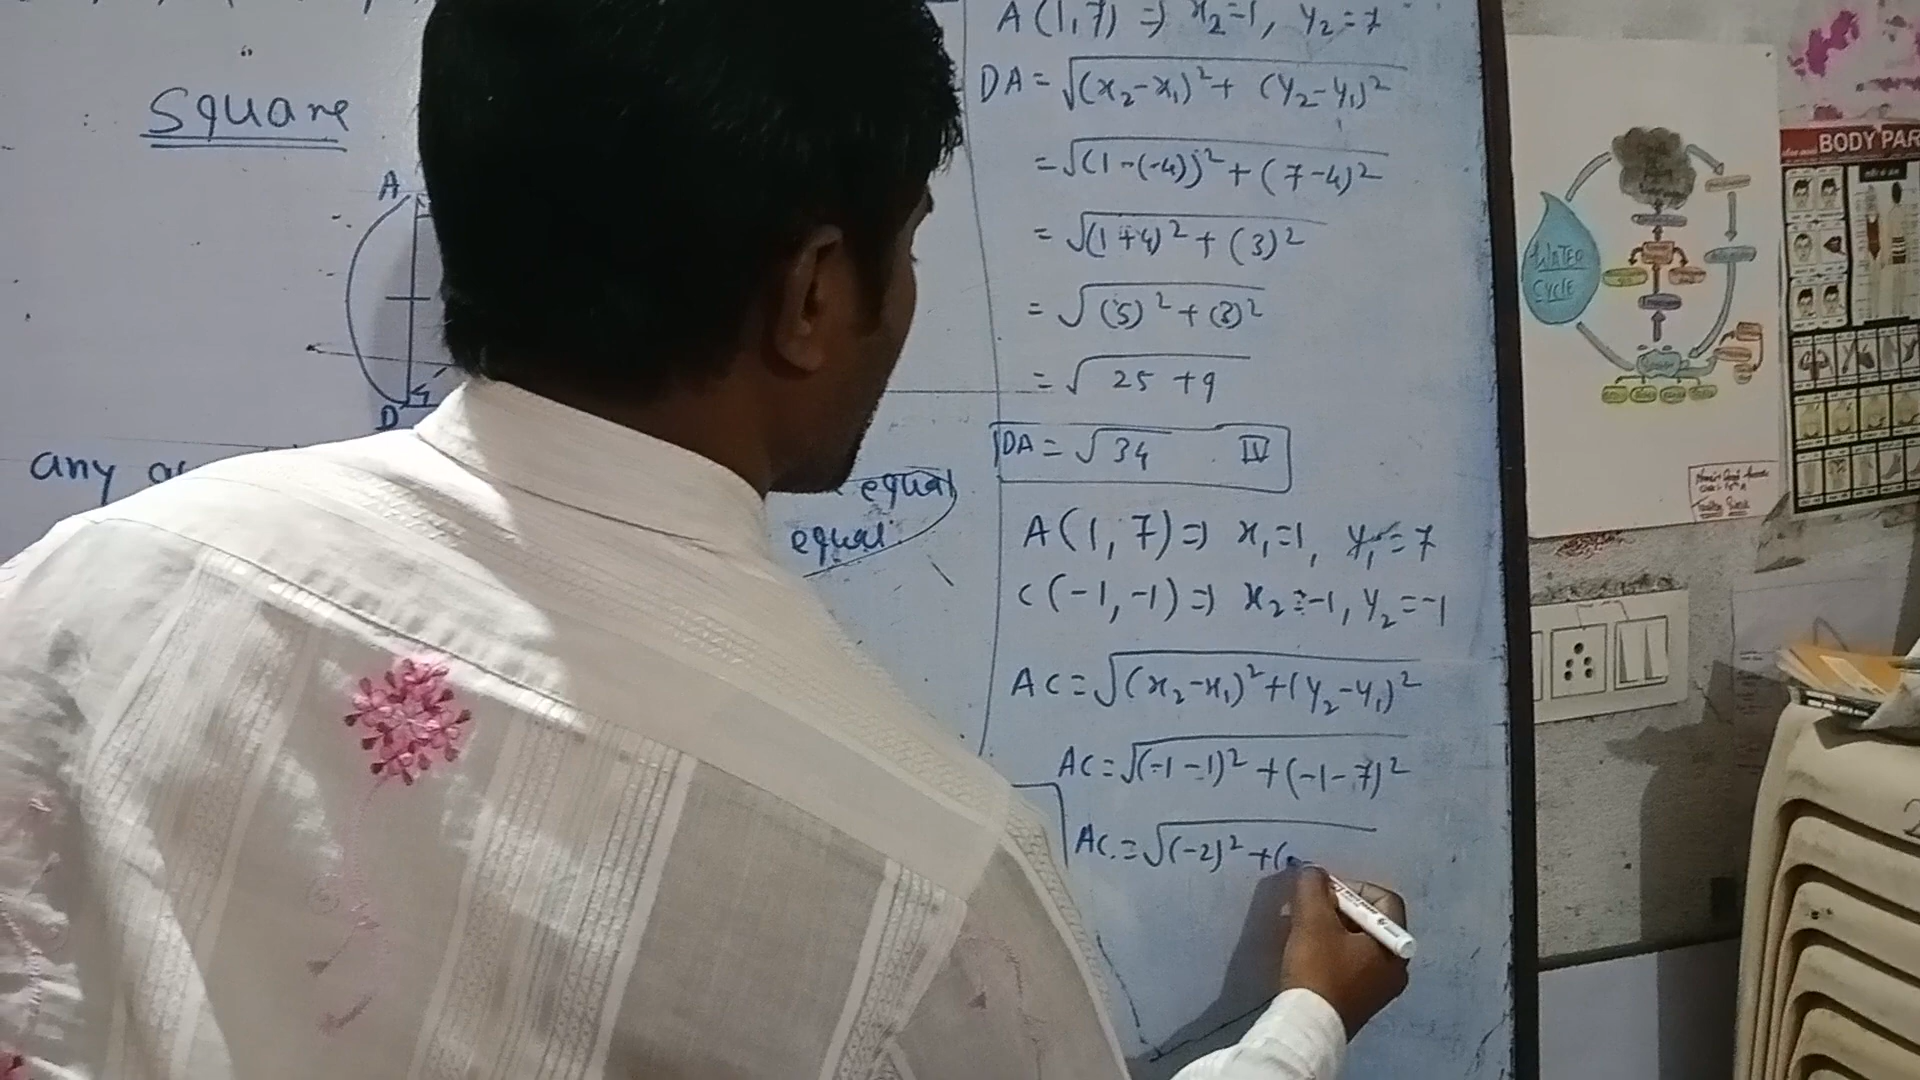 Square
A
D
any
equal
equal
A(1,7) => x₂=1, y₂=7
DA = √(x₂-x₁)² + (y₂-y₁)²
= √(1-(-4))² + (7-4)²
= √(1+4)² + (3)²
= √(5)² + (3)²
= √25 + 9
DA = √34 IV
A(1,7) => x₁=1, y₁=7
C(-1,-1) => x₂=-1, y₂=-1
AC = √(x₂-x₁)² + (y₂-y₁)²
AC = √(-1-1)² + (-1-7)²
AC = √(-2)² + (
WATER
CYCLE
BODY PAR